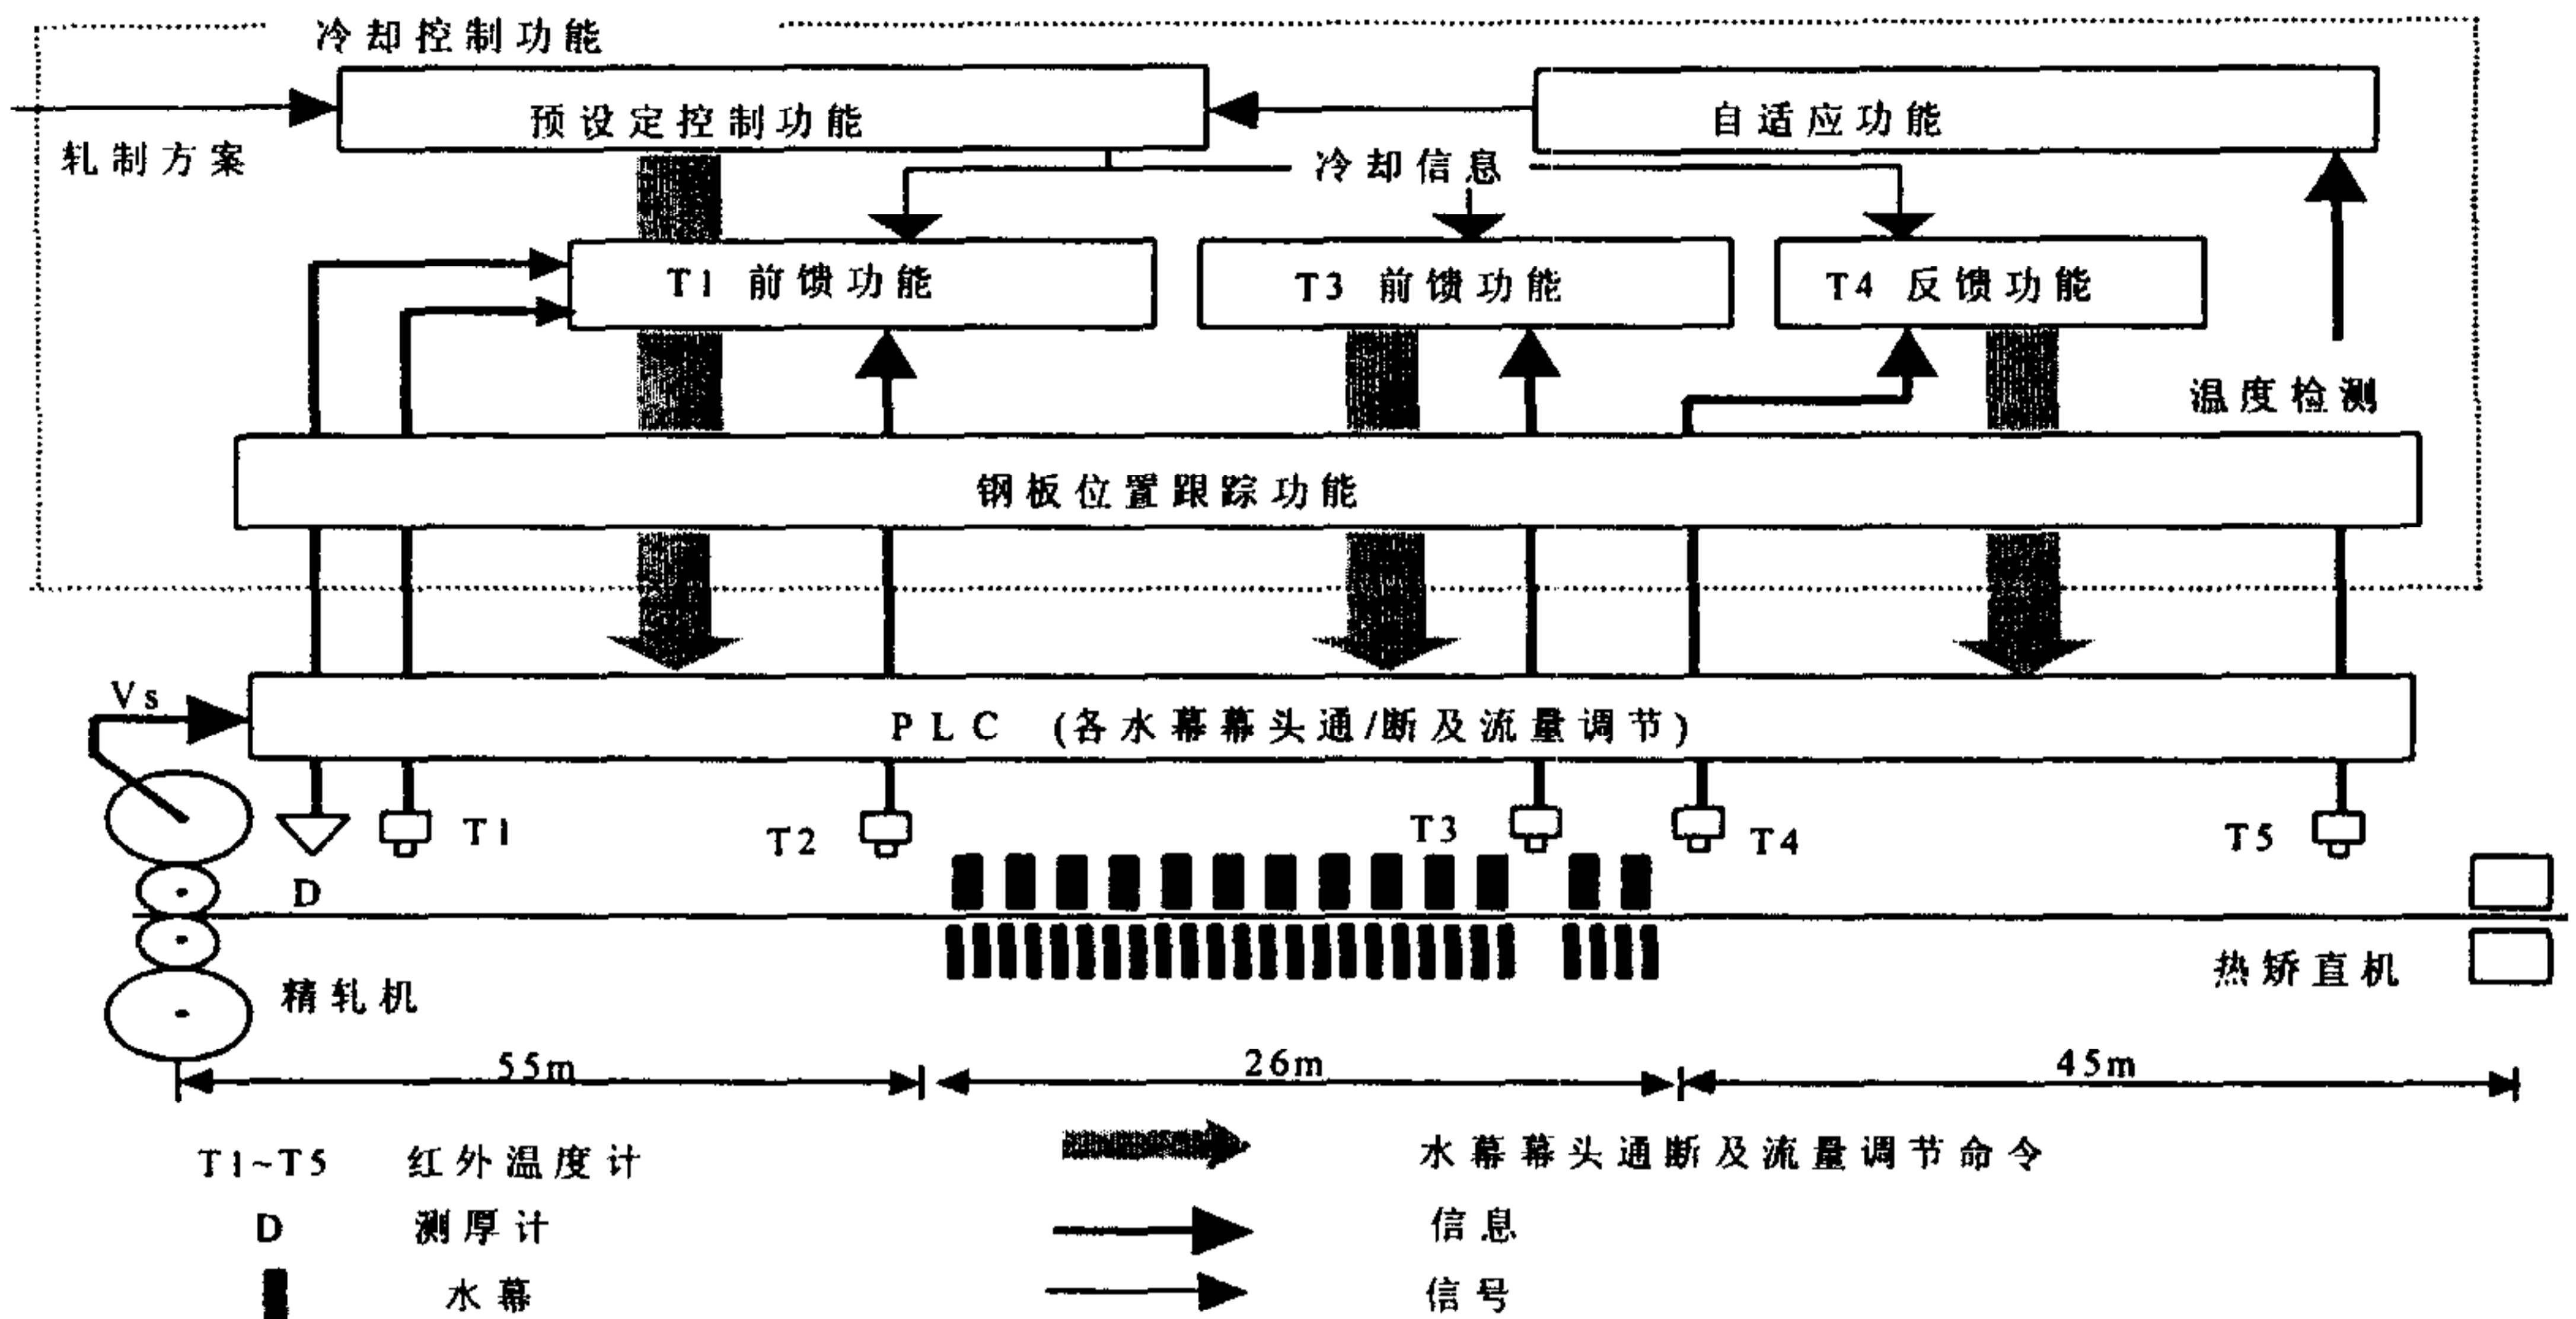 冷却控制功能
预设定控制功能
自适应功能
轧制方案
冷却信息
T1 前馈功能
T3 前馈功能
T4 反馈功能
温度检测
钢板位置跟踪功能
Vs
PLC (各水幕幕头通/断及流量调节)
T1
T2
T3
T4
T5
D
精轧机
热矫直机
55m
26m
45m
T1~T5 红外温度计
水幕幕头通断及流量调节命令
D 测厚计
信息
水幕
信号